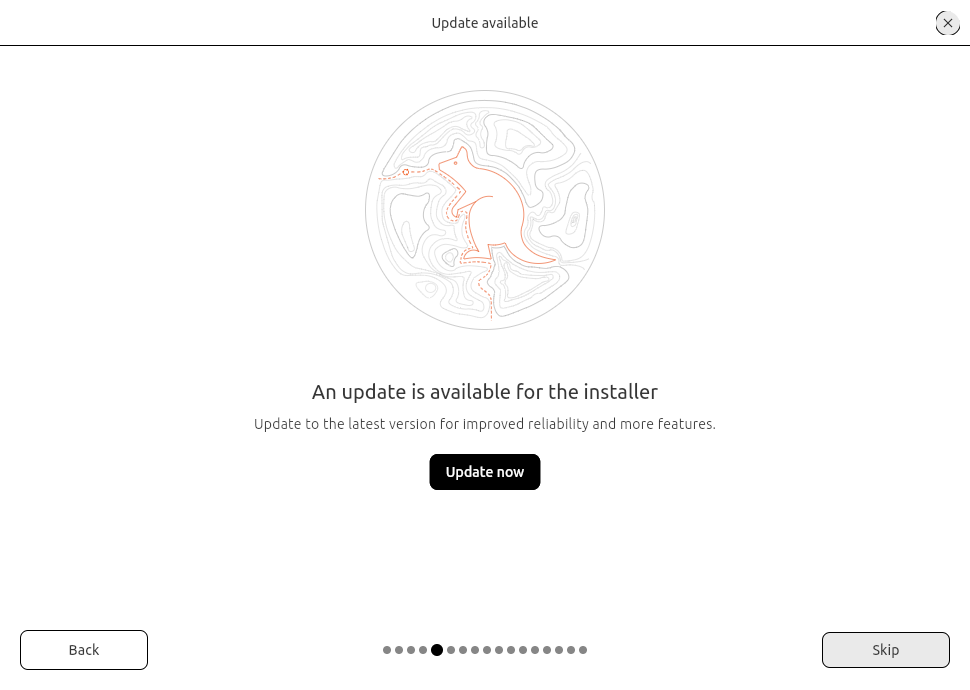 Update available
An update is available for the installer
Update to the latest version for improved reliability and more features.
Update now
Back
Skip